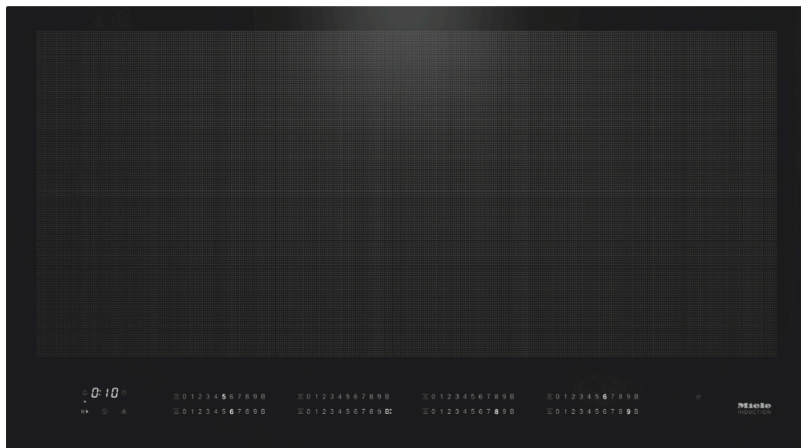 0:10
0 1 2 3 4 5 6 7 8 9 B 0 1 2 3 4 5 6 7 8 9 B 0 1 2 3 4 5 6 7 8 9 B 0 1 2 3 4 5 6 7 8 9 B
0 1 2 3 4 5 6 7 8 9 B 0 1 2 3 4 5 6 7 8 9 B 0 1 2 3 4 5 6 7 8 9 B 0 1 2 3 4 5 6 7 8 9 B
Miele
INDUCTION